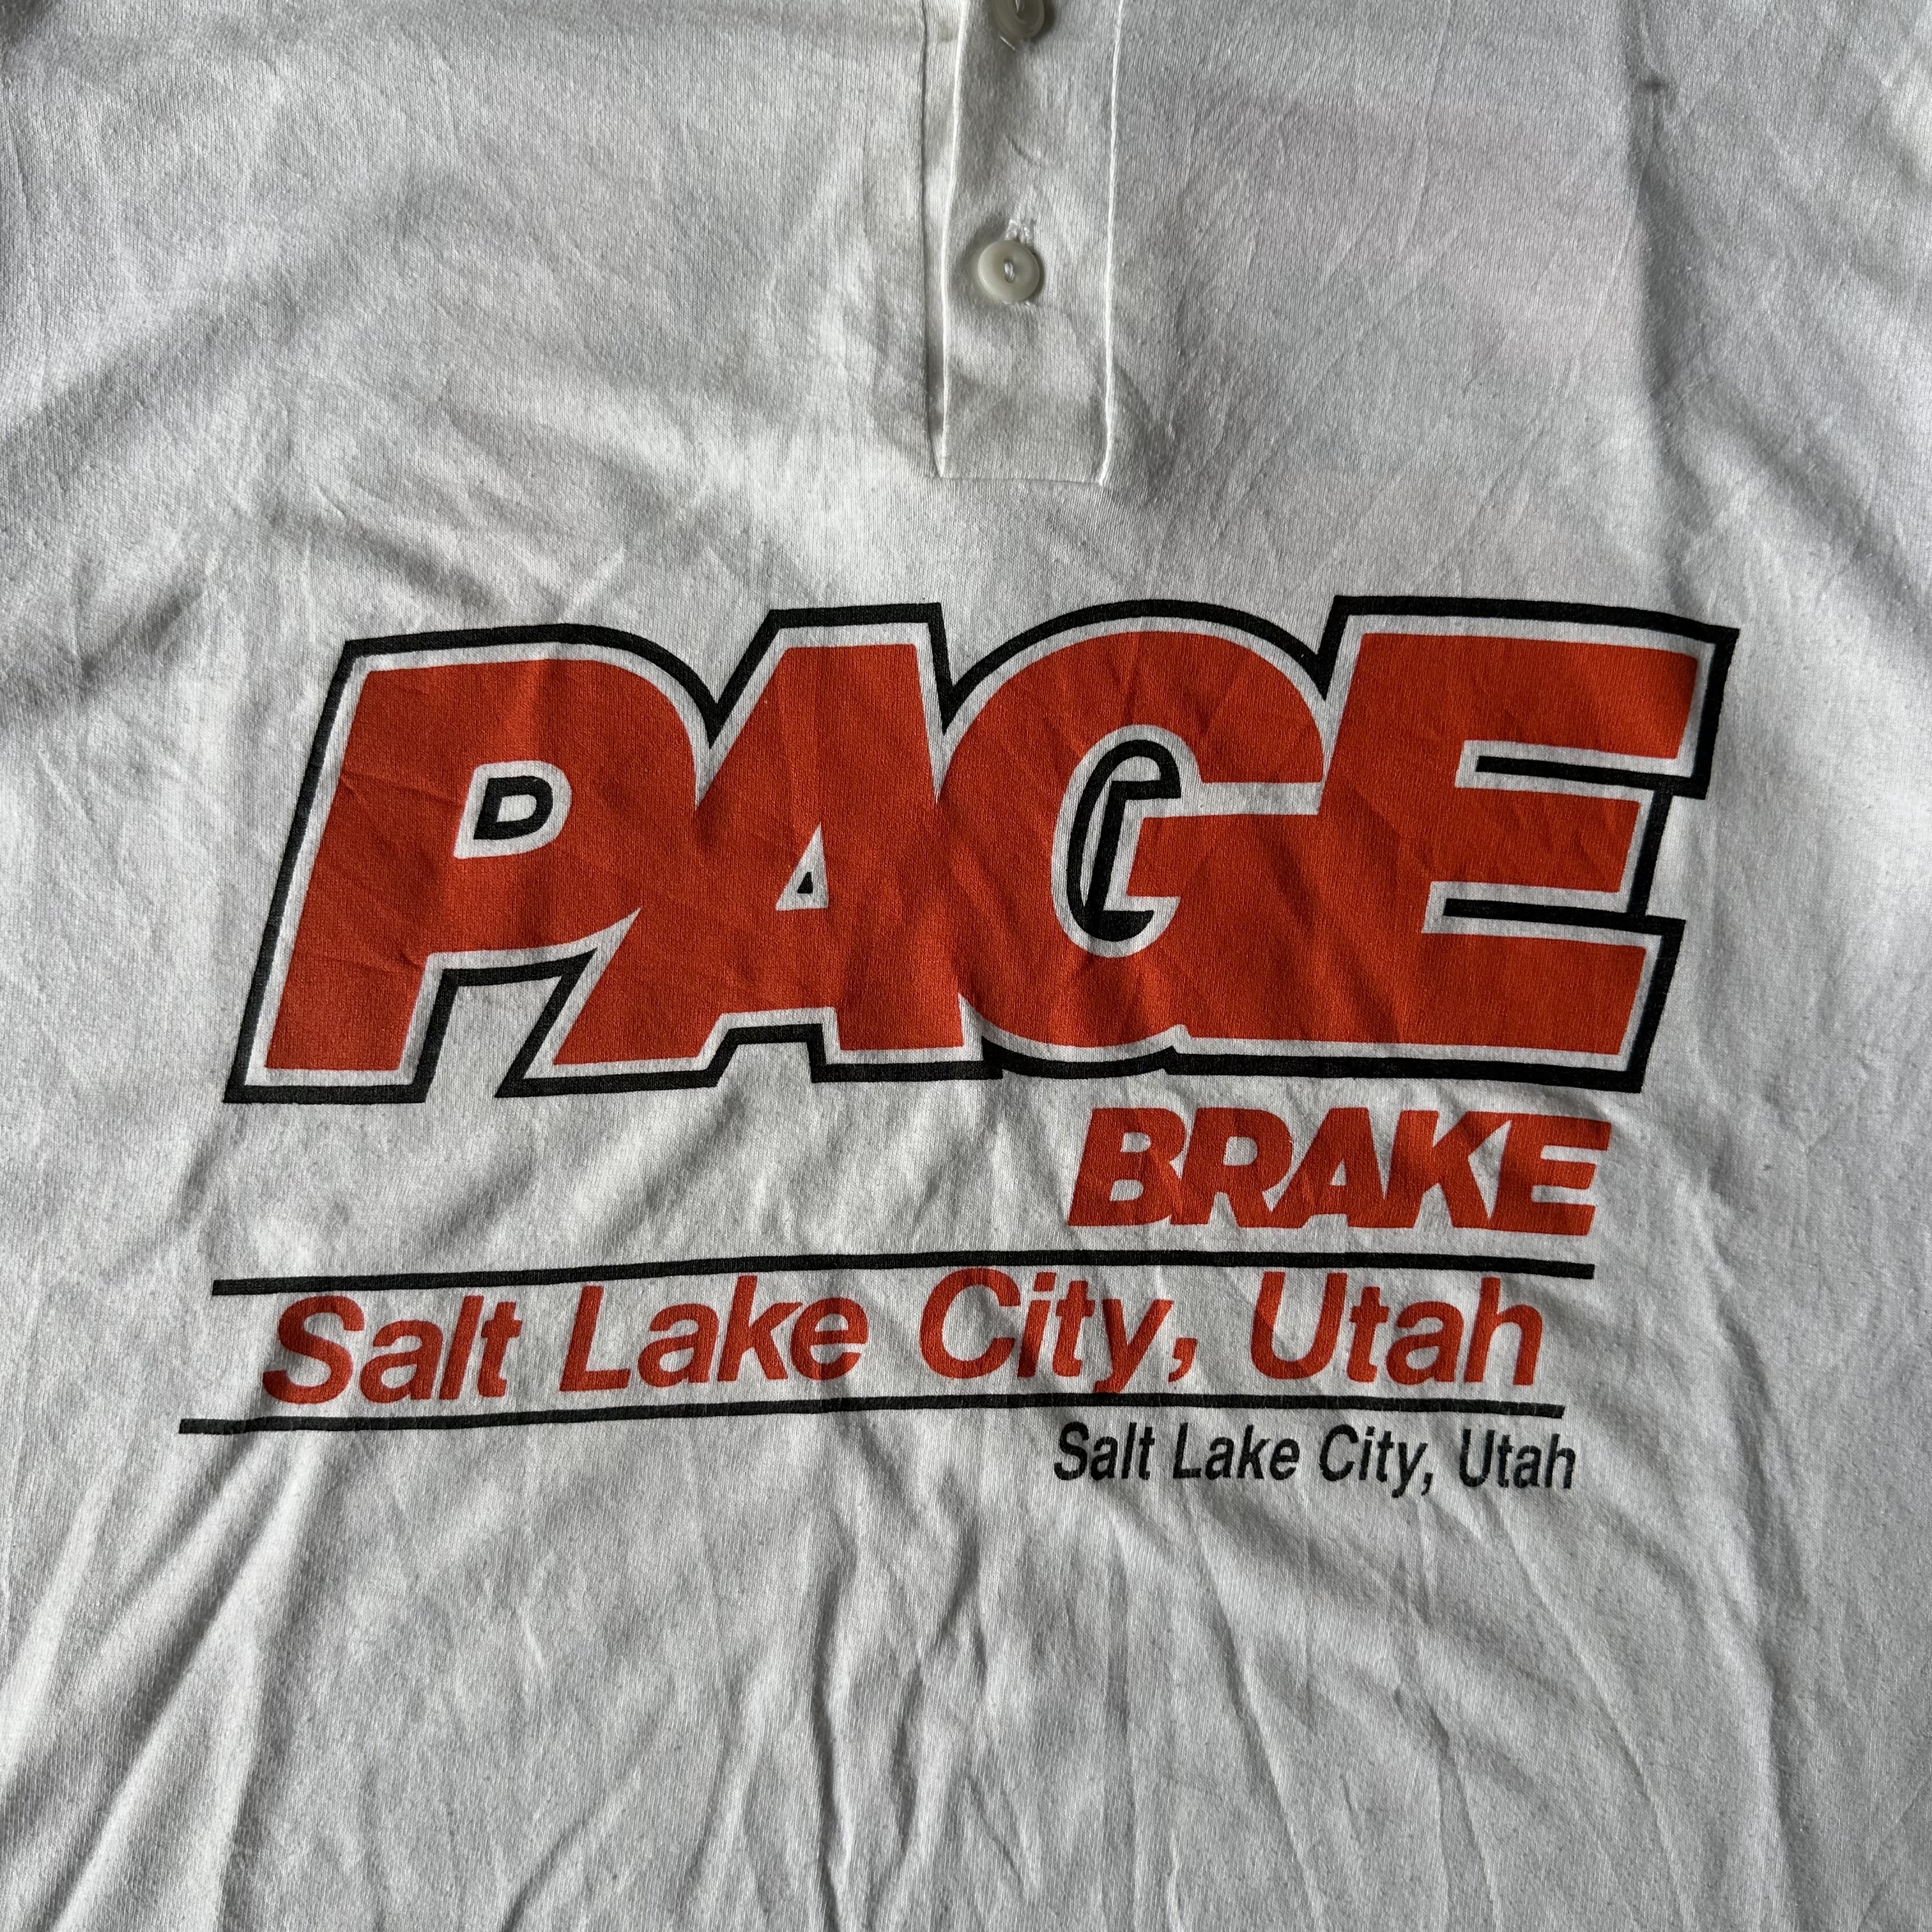 PAGE
BRAKE
Salt Lake City, Utah
Salt Lake City, Utah